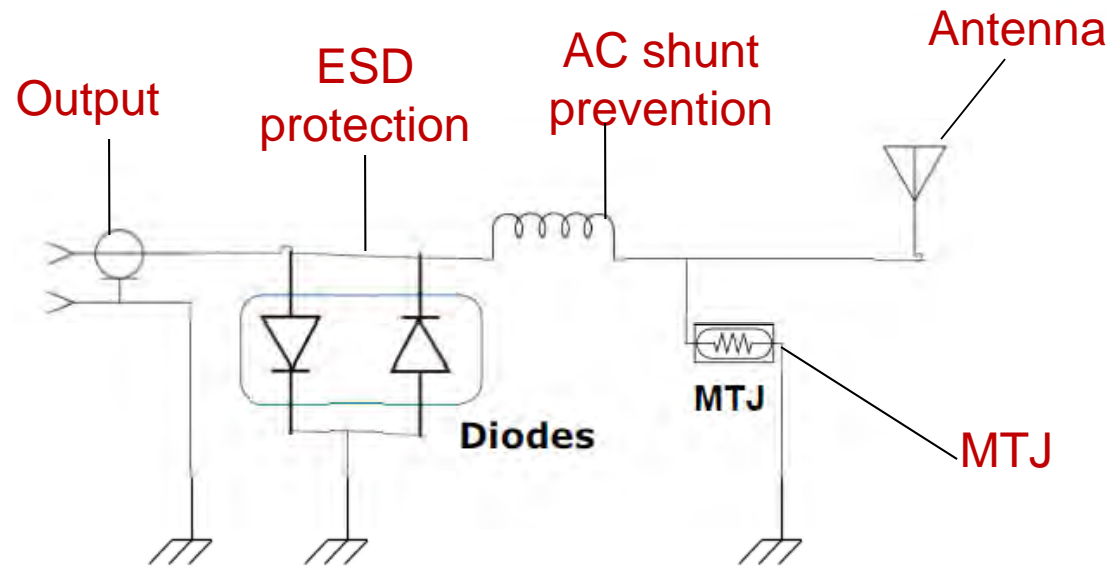 Antenna
AC shunt
prevention
ESD
protection
Output
MTJ
Diodes
MTJ